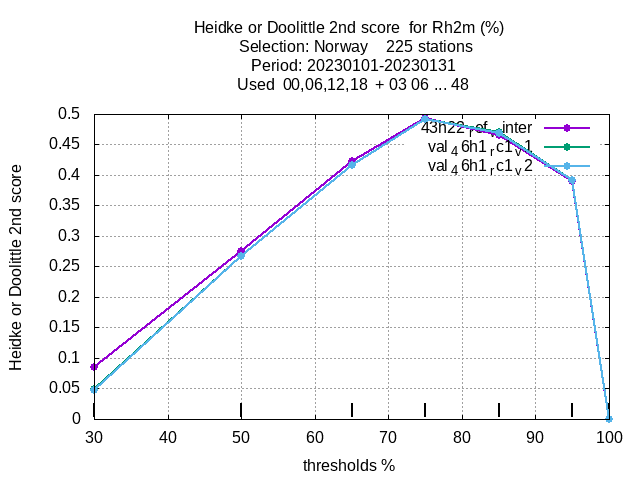 Heidke or Doolittle 2nd score  for Rh2m (%)
Selection: Norway    225 stations
Period: 20230101-20230131
Used  00,06,12,18  + 03 06 ... 48
Heidke or Doolittle 2nd score
0.5
0.45
0.4
0.35
0.3
0.25
0.2
0.15
0.1
0.05
0
43h22_ref_inter
val_46h1_rc1_v1
val_46h1_rc1_v2
30 40 50 60 70 80 90 100
thresholds %